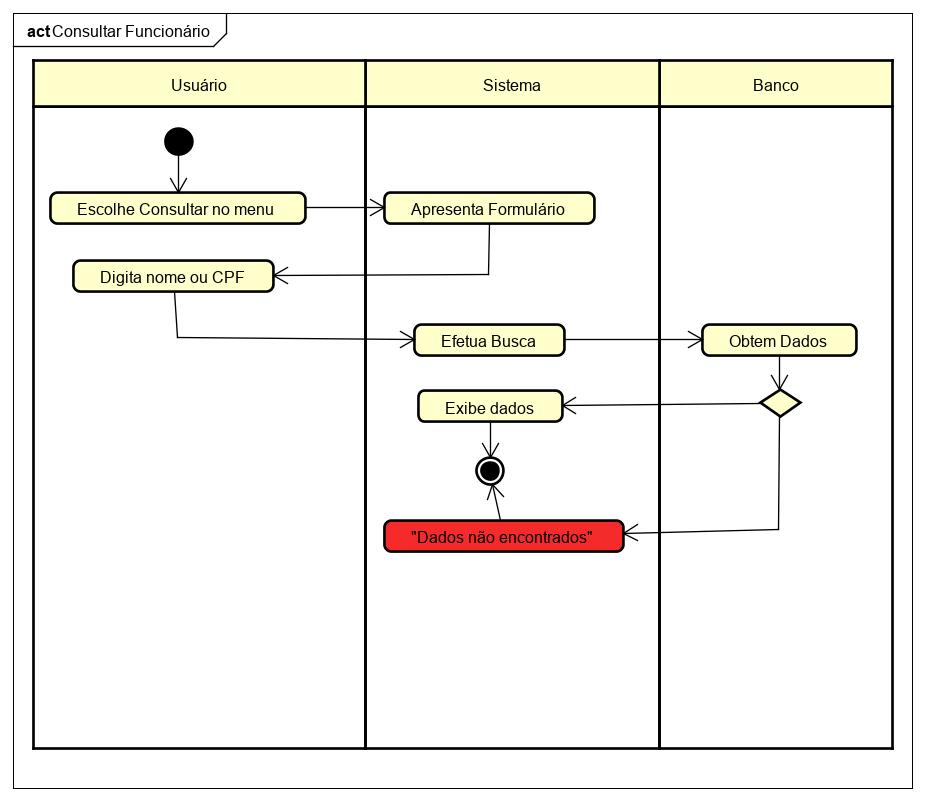 act Consultar Funcionário
Usuário
Sistema
Banco
Escolhe Consultar no menu
Apresenta Formulário
Digita nome ou CPF
Efetua Busca
Obtem Dados
Exibe dados
"Dados não encontrados"